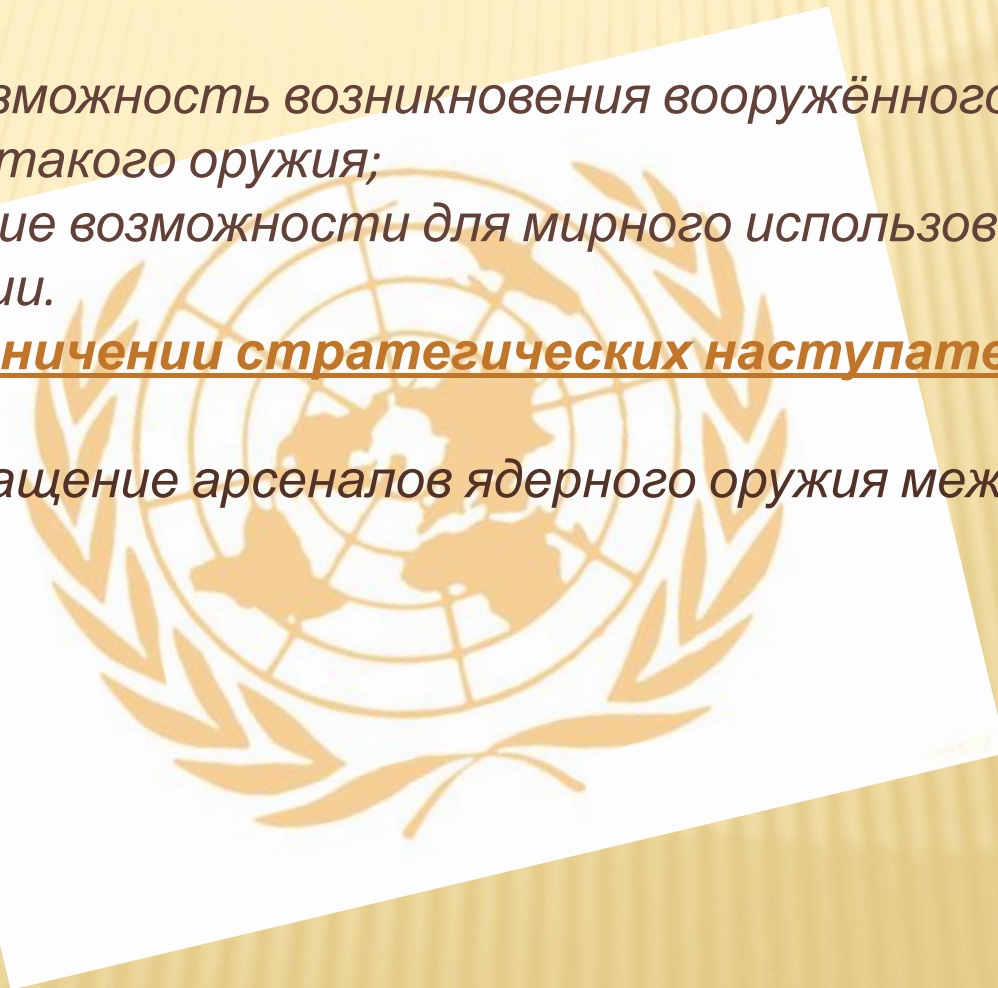 зможность возникновения вооружённого
такого оружия;
ие возможности для мирного использов
ии.
ничении стратегических наступате
ащение арсеналов ядерного оружия меж